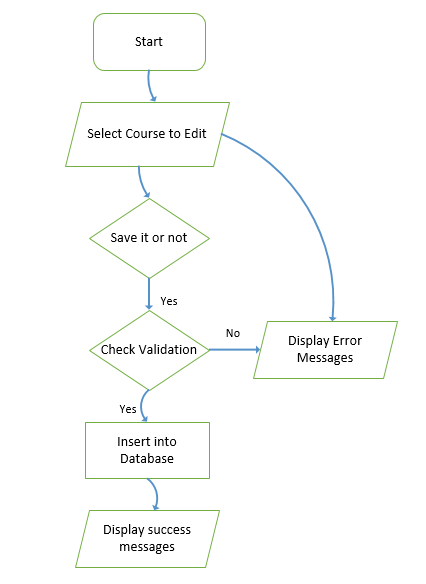 Start
Select Course to Edit
Save it or not
Yes
Check Validation
No
Display Error
Messages
Yes
Insert into
Database
Display success
messages